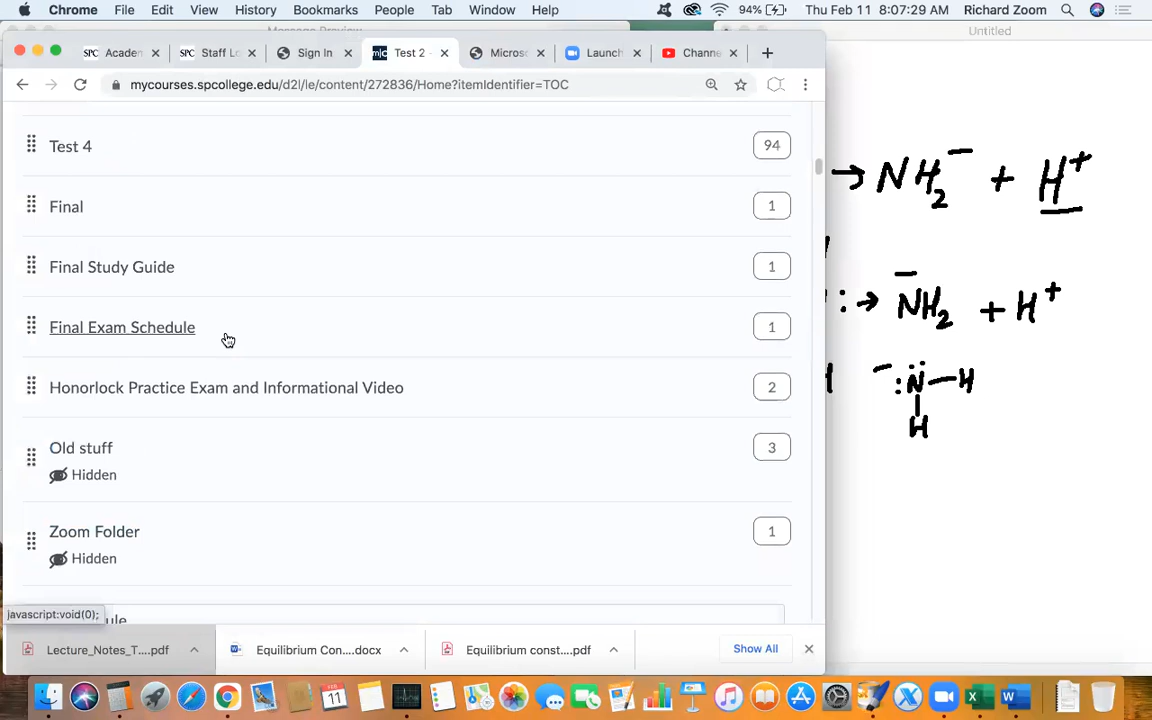 Chrome File Edit View History Bookmarks People Tab Window Help 94% Thu Feb 11 8:07:29 AM Richard Zoom
Untitled
SPC Academ SPC Staff Lo Sign In m|c Test 2 - Microso Launch Channe
mycourses.spcollege.edu/d2l/le/content/272836/Home?itemIdentifier=TOC
Test 4 94
Final 1
Final Study Guide 1
Final Exam Schedule 1
Honorlock Practice Exam and Informational Video 2
Old stuff 3
Hidden
Zoom Folder 1
Hidden
javascript:void(0);
Lecture_Notes_T....pdf Equilibrium Con....docx Equilibrium const....pdf Show All
→ NH₂⁻ + H⁺
: → ⁻NH₂ + H⁺
H ⁻:N̈—H
H